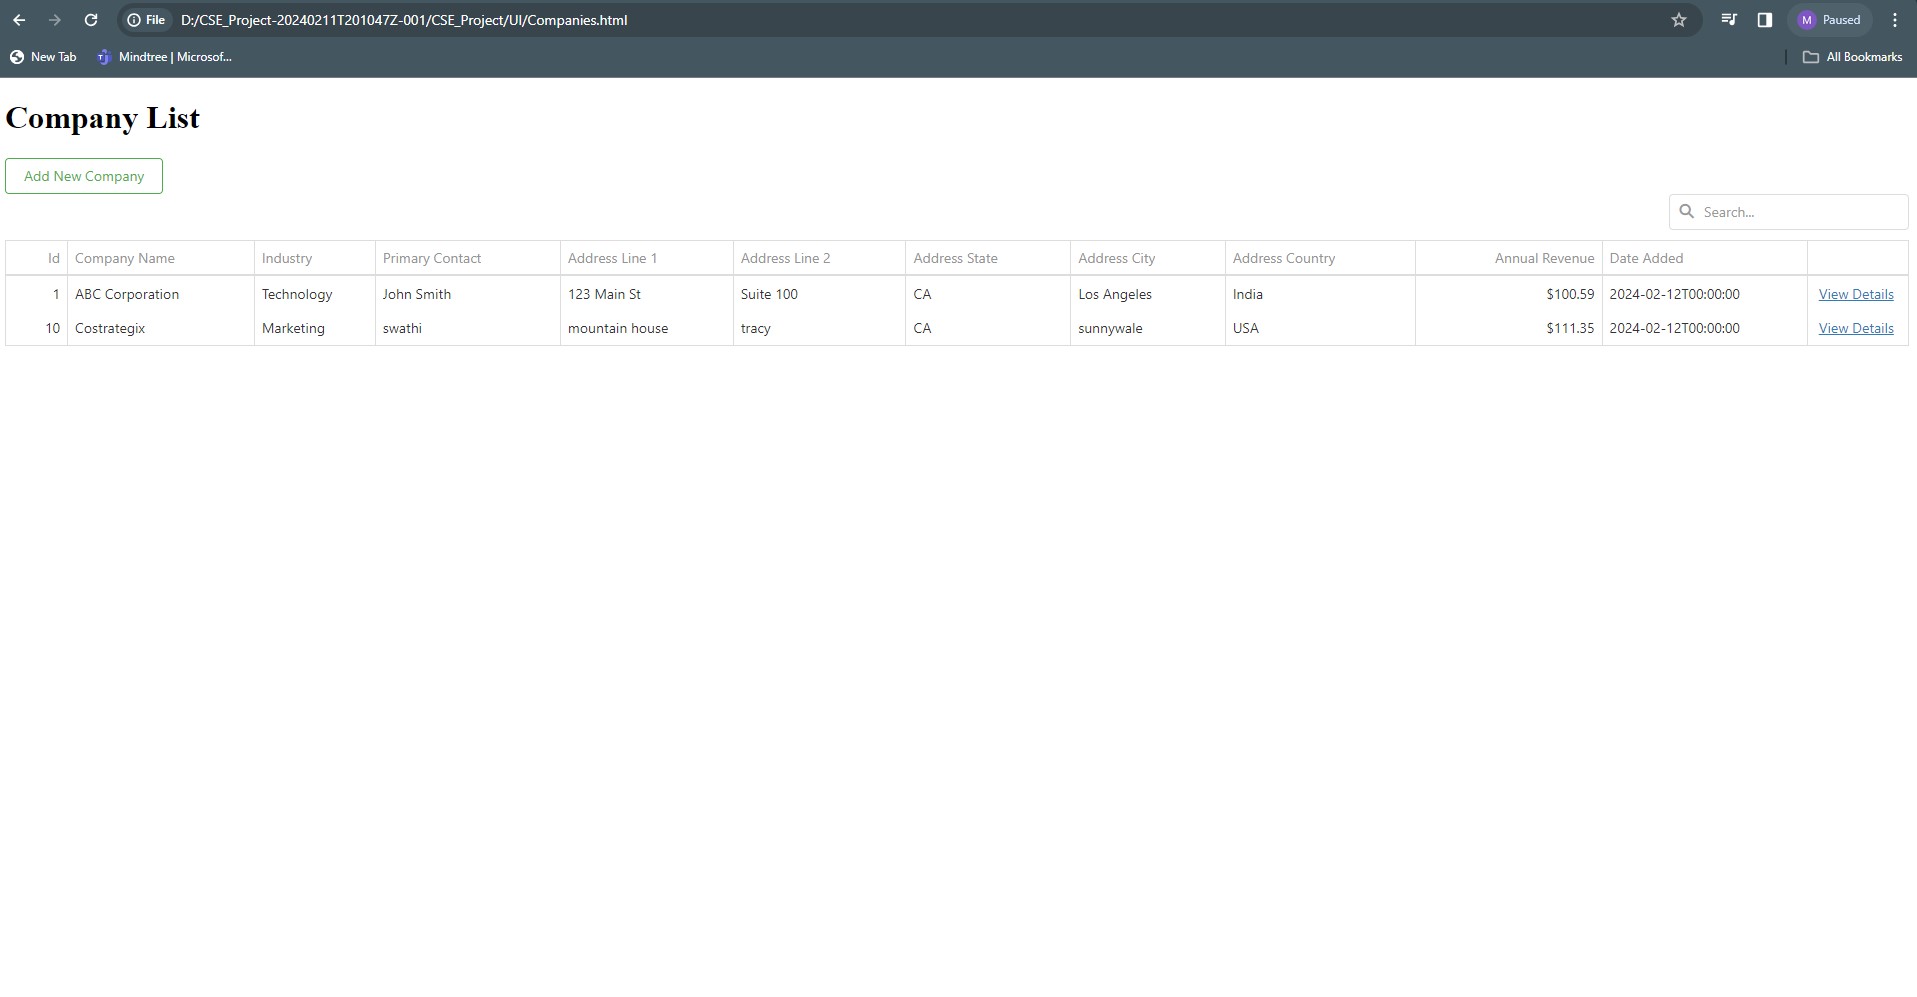 File D:/CSE_Project-20240211T201047Z-001/CSE_Project/UI/Companies.html M Paused
New Tab Mindtree | Microsof... All Bookmarks
Company List
Add New Company
Search...
Id Company Name Industry Primary Contact Address Line 1 Address Line 2 Address State Address City Address Country Annual Revenue Date Added
1 ABC Corporation Technology John Smith 123 Main St Suite 100 CA Los Angeles India $100.59 2024-02-12T00:00:00 View Details
10 Costrategix Marketing swathi mountain house tracy CA sunnywale USA $111.35 2024-02-12T00:00:00 View Details